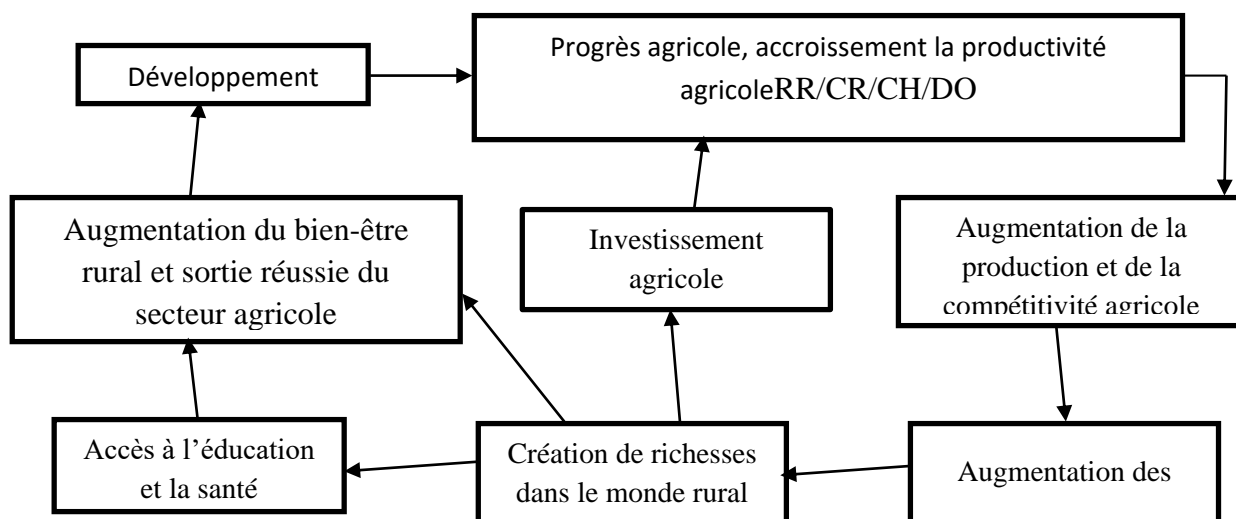 Développement
Progrès agricole, accroissement la productivité
agricoleRR/CR/CH/DO
Augmentation du bien-être
rural et sortie réussie du
secteur agricole
Investissement
agricole
Augmentation de la
production et de la
compétitivité agricole
Accès à l’éducation
et la santé
Création de richesses
dans le monde rural
Augmentation des